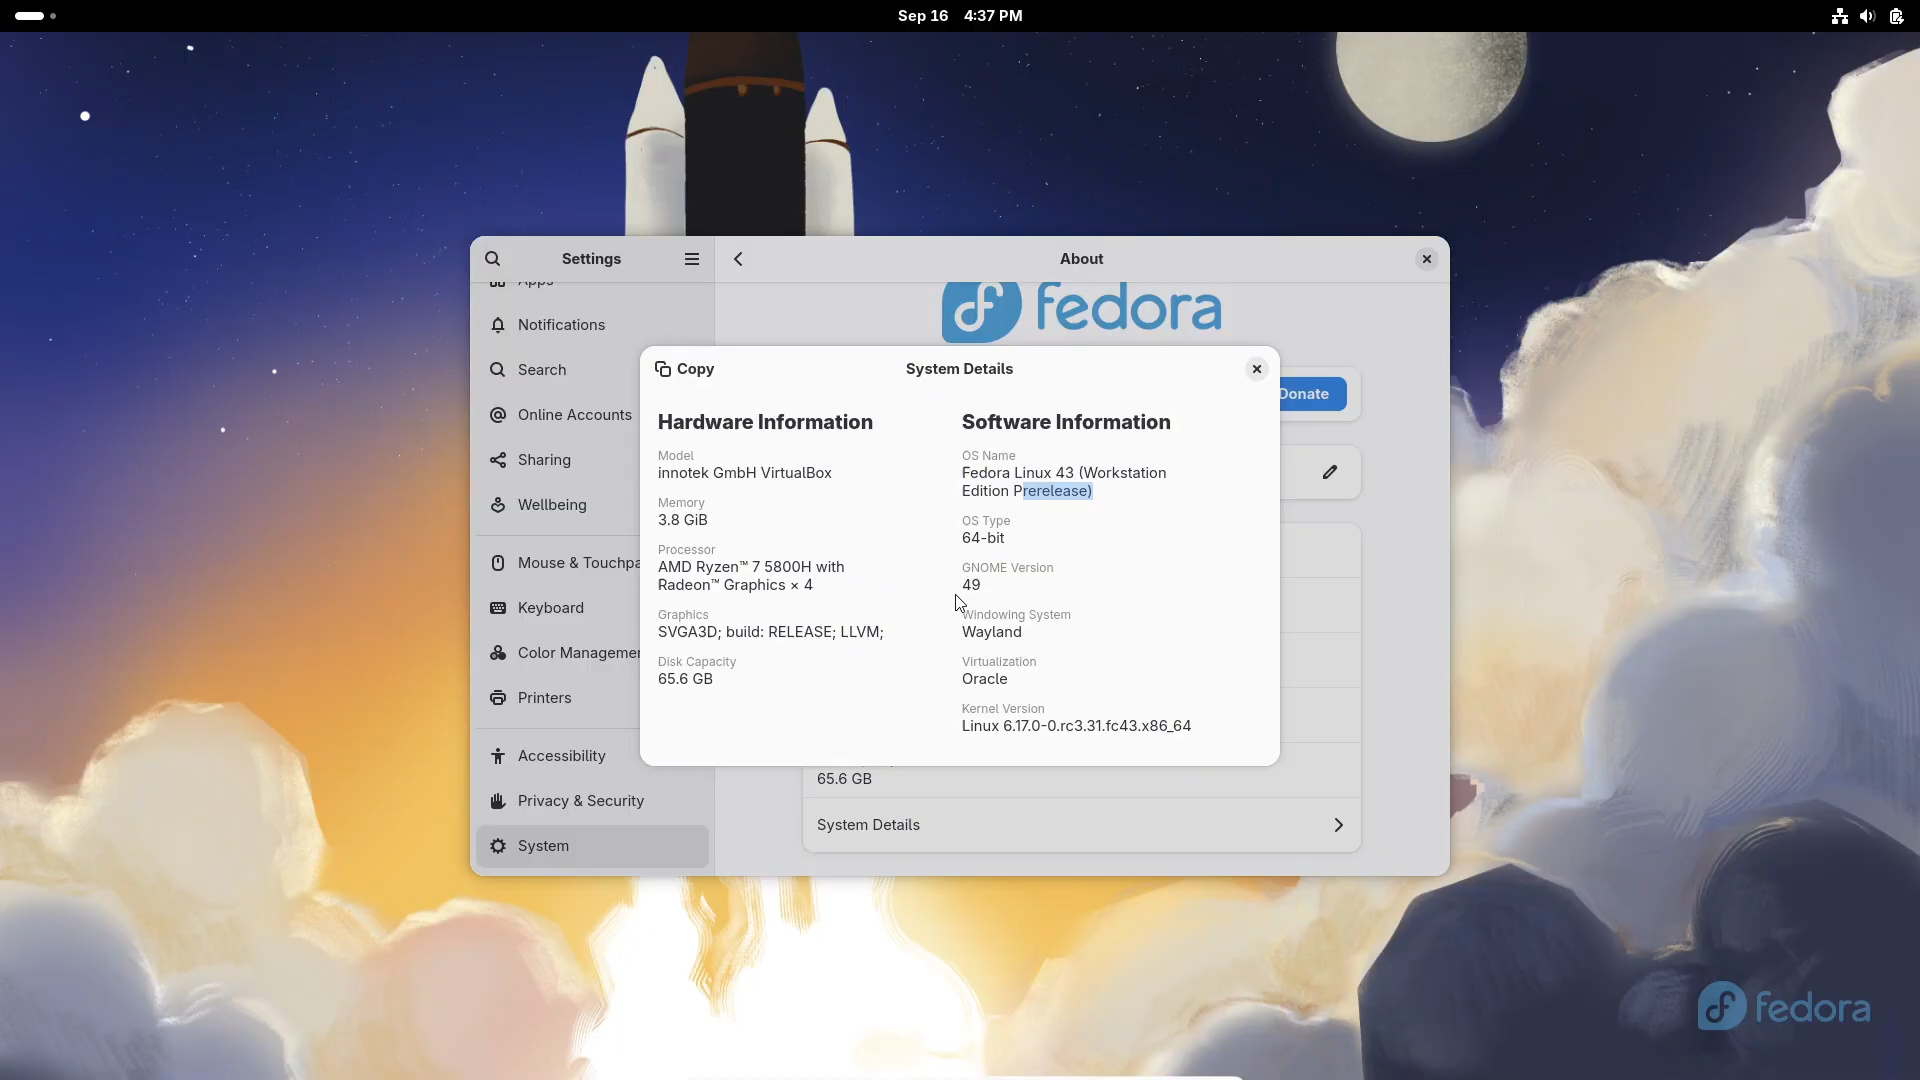 Sep 16 4:37 PM
Settings
About
Apps
fedora
Notifications
Search
Online Accounts
Sharing
Wellbeing
Mouse & Touchpa
Keyboard
Color Managemen
Printers
Accessibility
Privacy & Security
System
Donate
Copy
System Details
Hardware Information
Model
innotek GmbH VirtualBox
Memory
3.8 GiB
Processor
AMD Ryzen™ 7 5800H with
Radeon™ Graphics × 4
Graphics
SVGA3D; build: RELEASE; LLVM;
Disk Capacity
65.6 GB
Software Information
OS Name
Fedora Linux 43 (Workstation
Edition Prerelease)
OS Type
64-bit
GNOME Version
49
Windowing System
Wayland
Virtualization
Oracle
Kernel Version
Linux 6.17.0-0.rc3.31.fc43.x86_64
65.6 GB
System Details
fedora